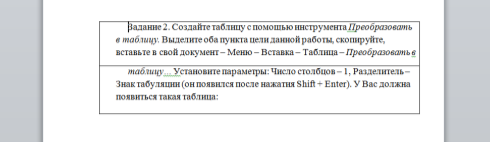 Задание 2. Создайте таблицу с помощью инструмента Преобразовать
в таблицу. Выделите оба пункта цели данной работы, скопируйте,
вставьте в свой документ – Меню – Вставка – Таблица – Преобразовать в
таблицу... Установите параметры: Число столбцов – 1, Разделитель –
Знак табуляции (он появился после нажатия Shift + Enter). У Вас должна
появиться такая таблица: